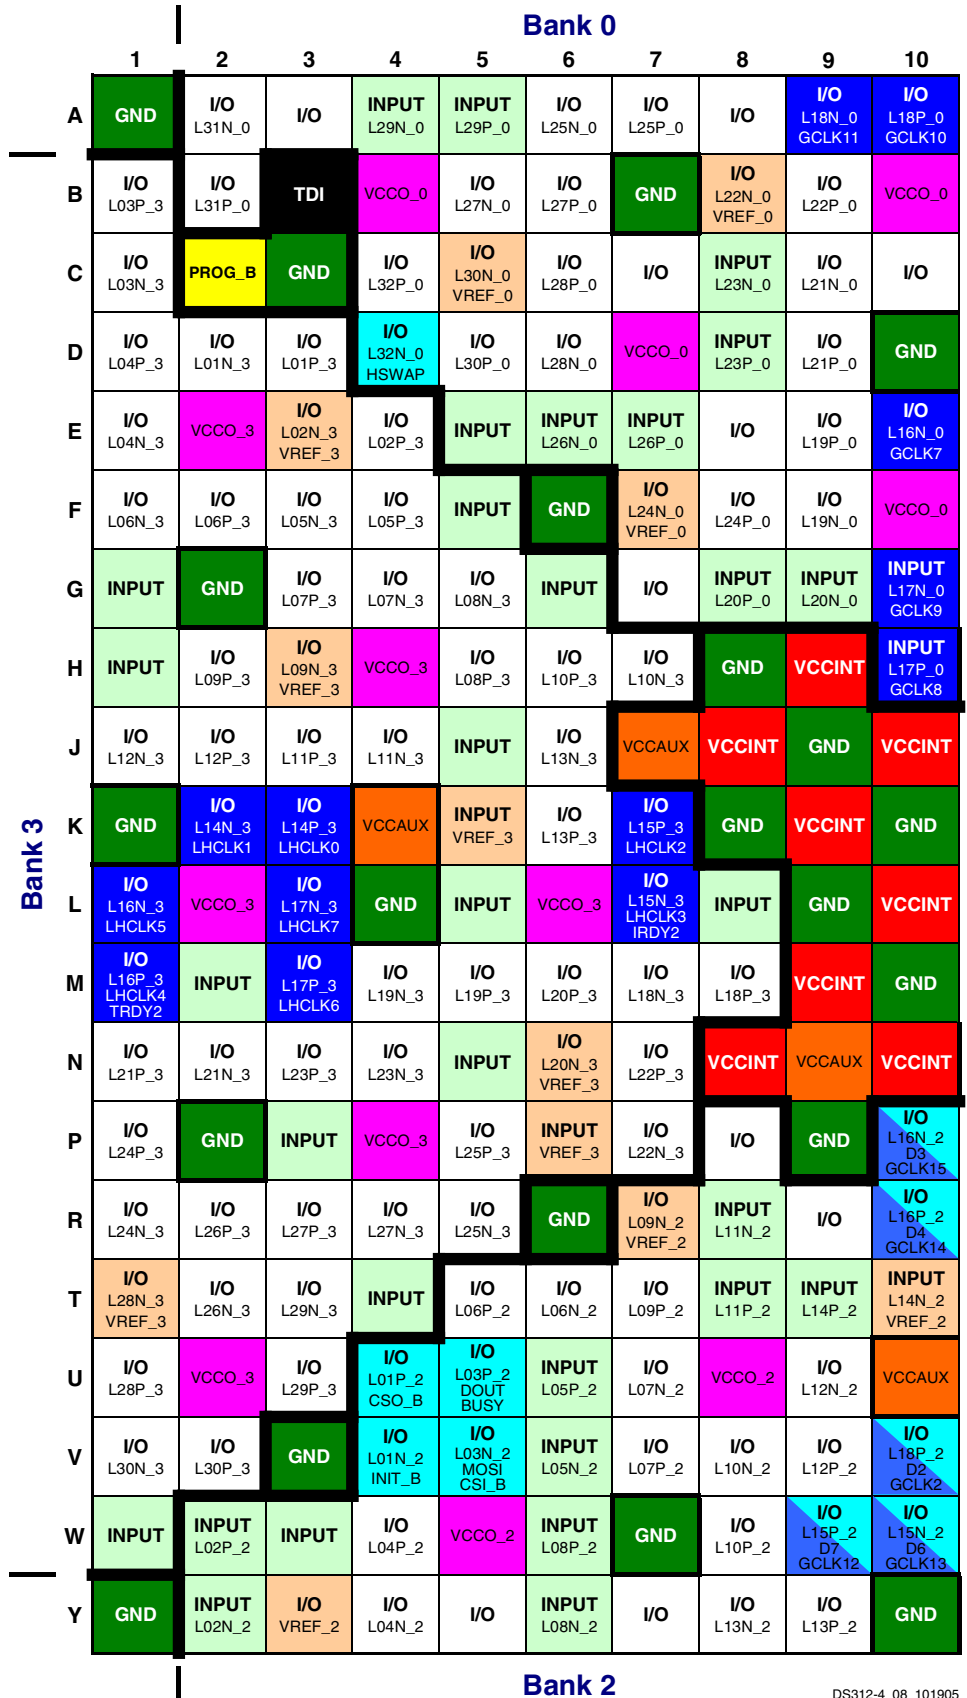 Bank 0
1 2 3 4 5 6 7 8 9 10
A GND I/O L31N_0 I/O INPUT L29N_0 INPUT L29P_0 I/O L25N_0 I/O L25P_0 I/O I/O L18N_0 GCLK11 I/O L18P_0 GCLK10
B I/O L03P_3 I/O L31P_0 TDI VCCO_0 I/O L27N_0 I/O L27P_0 GND I/O L22N_0 VREF_0 I/O L22P_0 VCCO_0
C I/O L03N_3 PROG_B GND I/O L32P_0 I/O L30N_0 VREF_0 I/O L28P_0 I/O INPUT L23N_0 I/O L21N_0 I/O
D I/O L04P_3 I/O L01N_3 I/O L01P_3 I/O L32N_0 HSWAP I/O L30P_0 I/O L28N_0 VCCO_0 INPUT L23P_0 I/O L21P_0 GND
E I/O L04N_3 VCCO_3 I/O L02N_3 VREF_3 I/O L02P_3 INPUT INPUT L26N_0 INPUT L26P_0 I/O I/O L19P_0 I/O L16N_0 GCLK7
F I/O L06N_3 I/O L06P_3 I/O L05N_3 I/O L05P_3 INPUT GND I/O L24N_0 VREF_0 I/O L24P_0 I/O L19N_0 VCCO_0
G INPUT GND I/O L07P_3 I/O L07N_3 I/O L08N_3 INPUT I/O INPUT L20P_0 INPUT L20N_0 INPUT L17N_0 GCLK9
H INPUT I/O L09P_3 I/O L09N_3 VREF_3 VCCO_3 I/O L08P_3 I/O L10P_3 I/O L10N_3 GND VCCINT INPUT L17P_0 GCLK8
J I/O L12N_3 I/O L12P_3 I/O L11P_3 I/O L11N_3 INPUT I/O L13N_3 VCCAUX VCCINT GND VCCINT
Bank 3
K GND I/O L14N_3 LHCLK1 I/O L14P_3 LHCLK0 VCCAUX INPUT VREF_3 I/O L13P_3 I/O L15P_3 LHCLK2 GND VCCINT GND
L I/O L16N_3 LHCLK5 VCCO_3 I/O L17N_3 LHCLK7 GND INPUT VCCO_3 I/O L15N_3 LHCLK3 IRDY2 INPUT GND VCCINT
M I/O L16P_3 LHCLK4 TRDY2 INPUT I/O L17P_3 LHCLK6 I/O L19N_3 I/O L19P_3 I/O L20P_3 I/O L18N_3 I/O L18P_3 VCCINT GND
N I/O L21P_3 I/O L21N_3 I/O L23P_3 I/O L23N_3 INPUT I/O L20N_3 VREF_3 I/O L22P_3 VCCINT VCCAUX VCCINT
P I/O L24P_3 GND INPUT VCCO_3 I/O L25P_3 INPUT VREF_3 I/O L22N_3 I/O GND I/O L16N_2 D3 GCLK15
R I/O L24N_3 I/O L26P_3 I/O L27P_3 I/O L27N_3 I/O L25N_3 GND I/O L09N_2 VREF_2 INPUT L11N_2 I/O I/O L16P_2 D4 GCLK14
T I/O L28N_3 VREF_3 I/O L26N_3 I/O L29N_3 INPUT I/O L06P_2 I/O L06N_2 I/O L09P_2 INPUT L11P_2 INPUT L14P_2 INPUT L14N_2 VREF_2
U I/O L28P_3 VCCO_3 I/O L29P_3 I/O L01P_2 CSO_B I/O L03P_2 DOUT BUSY INPUT L05P_2 I/O L07N_2 VCCO_2 I/O L12N_2 VCCAUX
V I/O L30N_3 I/O L30P_3 GND I/O L01N_2 INIT_B I/O L03N_2 MOSI CSI_B INPUT L05N_2 I/O L07P_2 I/O L10N_2 I/O L12P_2 I/O L18P_2 D2 GCLK2
W INPUT INPUT L02P_2 INPUT I/O L04P_2 VCCO_2 INPUT L08P_2 GND I/O L10P_2 I/O L15P_2 D7 GCLK12 I/O L15N_2 D6 GCLK13
Y GND INPUT L02N_2 I/O VREF_2 I/O L04N_2 I/O INPUT L08N_2 I/O I/O L13N_2 I/O L13P_2 GND
Bank 2
DS312-4_08_101905